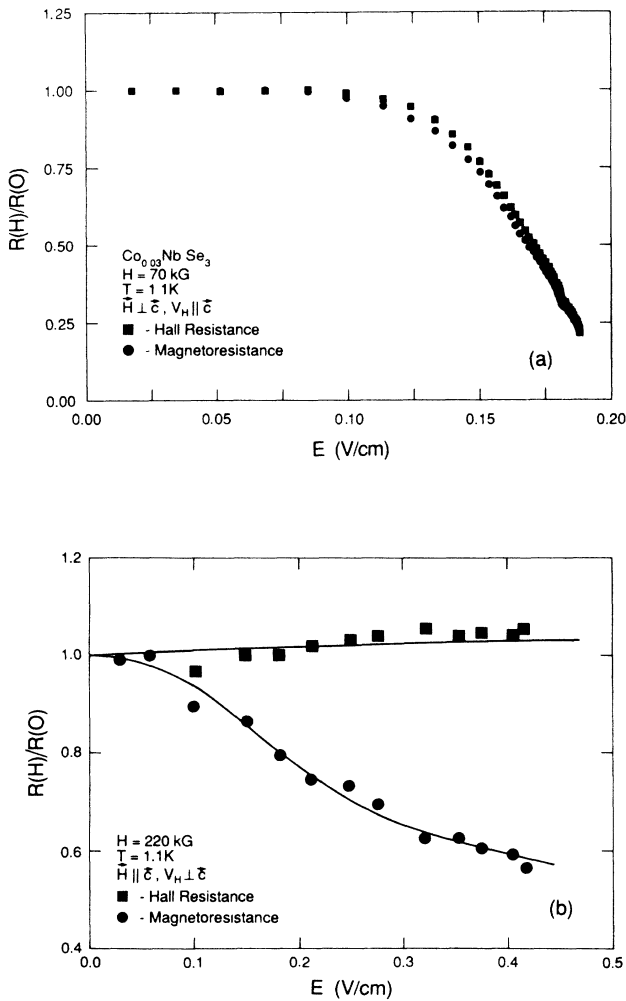 1.25
1.00
0.75
0.50
0.25
0.00
R(H)/R(O)
Co0 03Nb Se3
H = 70 kG
T = 1 1K
H ⊥ c , VH || c
■ - Hall Resistance
● - Magnetoresistance
(a)
0.00 0.05 0.10 0.15 0.20
E (V/cm)
1.2
1.0
0.8
0.6
0.4
R(H)/R(O)
H = 220 kG
T = 1.1K
H || c , VH ⊥ c
■ - Hall Resistance
● - Magnetoresistance
(b)
0.0 0.1 0.2 0.3 0.4 0.5
E (V/cm)